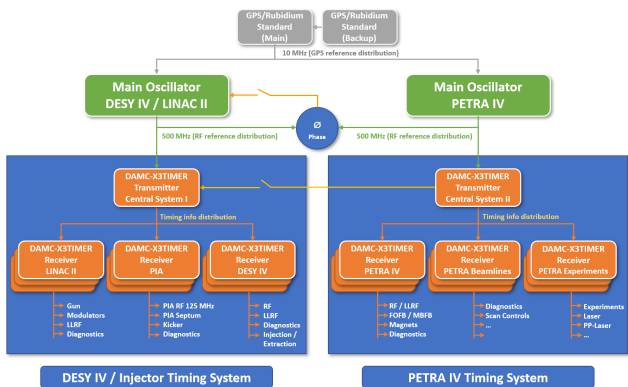 GPS/Rubidium
Standard
(Main)
GPS/Rubidium
Standard
(Backup)
10 MHz (GPS reference distribution)
Main Oscillator
DESY IV / LINAC II
Main Oscillator
PETRA IV
Ø
Phase
500 MHz (RF reference distribution)
500 MHz (RF reference distribution)
DAMC-X3TIMER
Transmitter
Central System I
DAMC-X3TIMER
Transmitter
Central System II
Timing info distribution
Timing info distribution
DAMC-X3TIMER
Receiver
LINAC II
DAMC-X3TIMER
Receiver
PIA
DAMC-X3TIMER
Receiver
DESY IV
DAMC-X3TIMER
Receiver
PETRA IV
DAMC-X3TIMER
Receiver
PETRA Beamlines
DAMC-X3TIMER
Receiver
PETRA Experiments
Gun
Modulators
LLRF
Diagnostics
PIA RF 125 MHz
PIA Septum
Kicker
Diagnostics
RF
LLRF
Diagnostics
Injection /
Extraction
RF / LLRF
FOFB / MBFB
Magnets
Diagnostics
Diagnostics
Scan Controls
...
Experiments
Laser
PP-Laser
...
DESY IV / Injector Timing System
PETRA IV Timing System